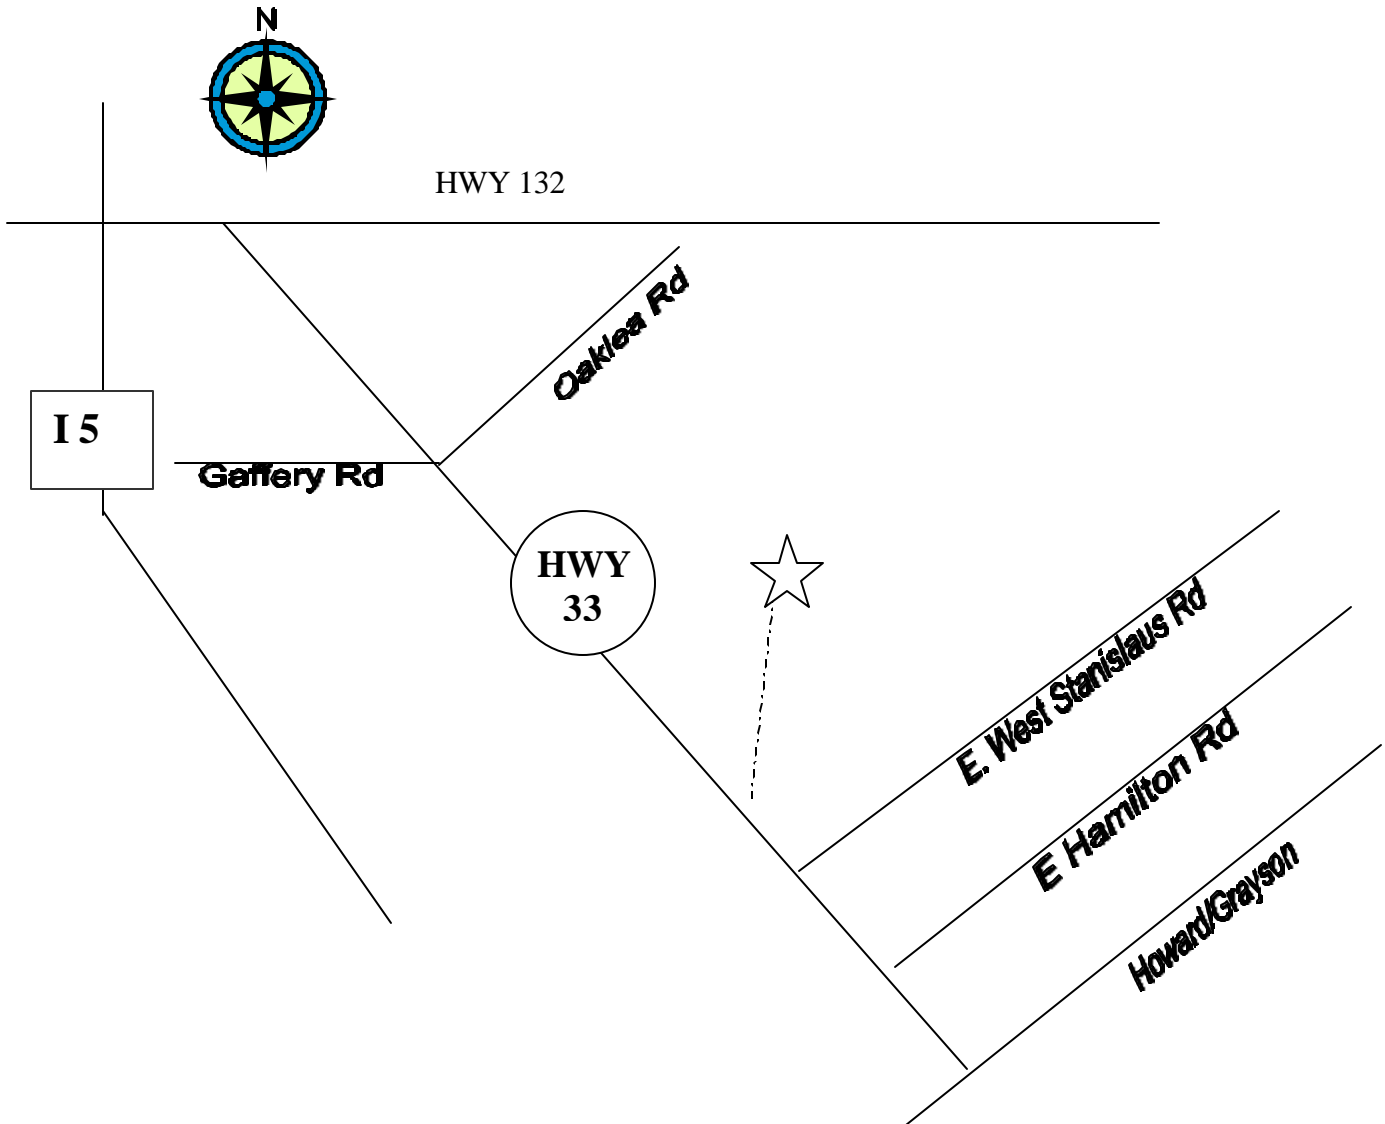 N
HWY 132
Oaklea Rd
I 5
Gaffery Rd
HWY
33
E. West Stanislaus Rd
E Hamilton Rd
Howard/Grayson